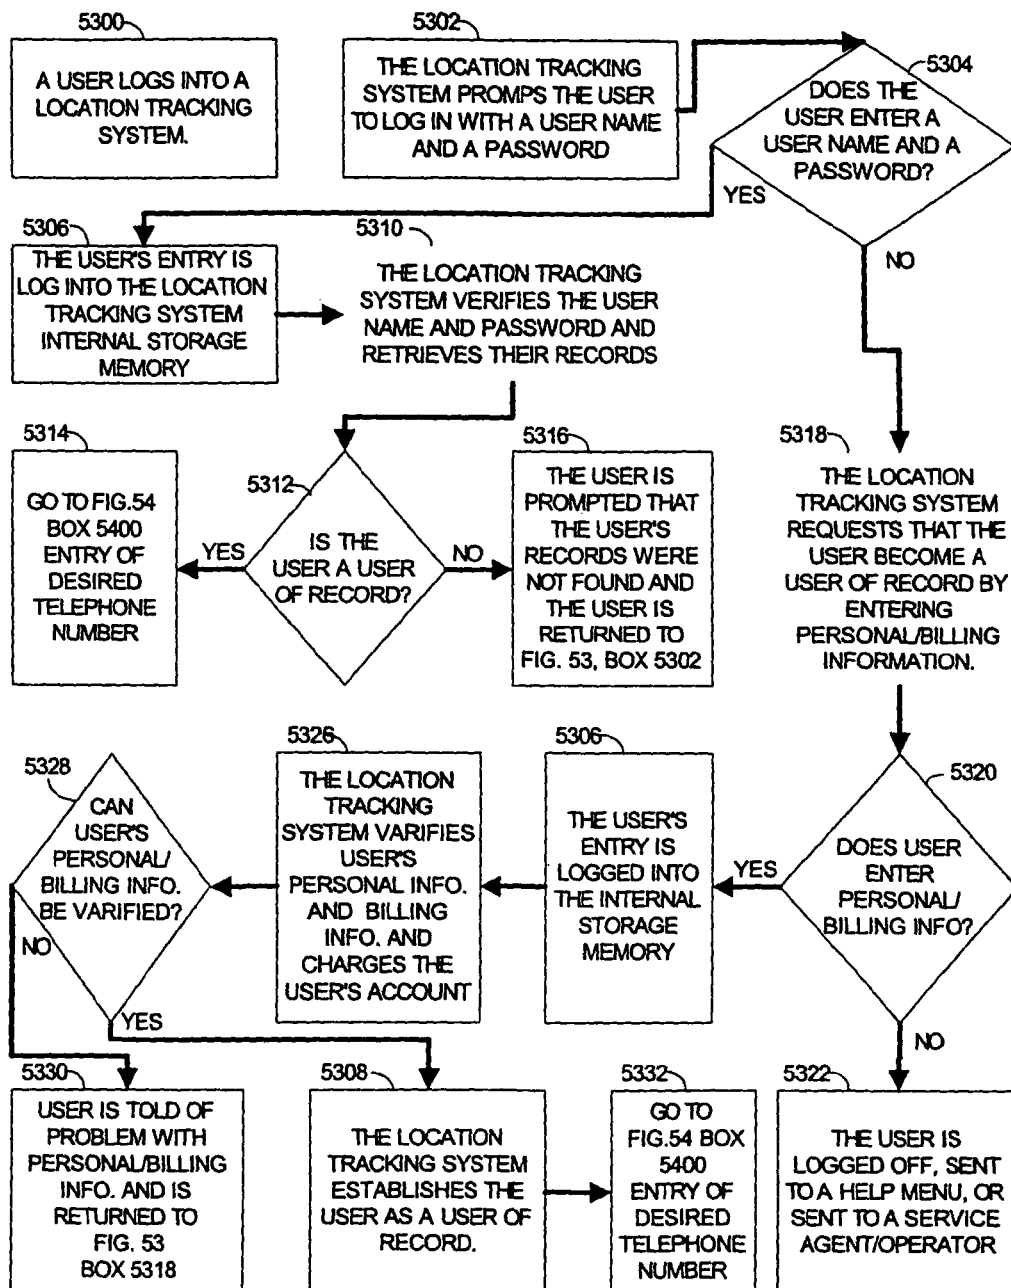 5300
A USER LOGS INTO A
LOCATION TRACKING
SYSTEM.
5302
THE LOCATION TRACKING
SYSTEM PROMPS THE USER
TO LOG IN WITH A USER NAME
AND A PASSWORD
5304
DOES THE
USER ENTER A
USER NAME AND A
PASSWORD?
YES
NO
5306
THE USER'S ENTRY IS
LOG INTO THE LOCATION
TRACKING SYSTEM
INTERNAL STORAGE
MEMORY
5310
THE LOCATION TRACKING
SYSTEM VERIFIES THE USER
NAME AND PASSWORD AND
RETRIEVES THEIR RECORDS
5314
GO TO FIG.54
BOX 5400
ENTRY OF
DESIRED
TELEPHONE
NUMBER
5312
YES
IS THE
USER A USER
OF RECORD?
NO
5316
THE USER IS
PROMPTED THAT
THE USER'S
RECORDS WERE
NOT FOUND AND
THE USER IS
RETURNED TO
FIG. 53, BOX 5302
5318
THE LOCATION
TRACKING SYSTEM
REQUESTS THAT THE
USER BECOME A
USER OF RECORD BY
ENTERING
PERSONAL/BILLING
INFORMATION.
5328
CAN
USER'S
PERSONAL/
BILLING INFO.
BE VARIFIED?
NO
YES
5326
THE LOCATION
TRACKING
SYSTEM VARIFIES
USER'S
PERSONAL INFO.
AND BILLING
INFO. AND
CHARGES THE
USER'S ACCOUNT
5306
THE USER'S
ENTRY IS
LOGGED INTO
THE INTERNAL
STORAGE
MEMORY
YES
5320
DOES USER
ENTER
PERSONAL/
BILLING INFO?
NO
5330
USER IS TOLD OF
PROBLEM WITH
PERSONAL/BILLING
INFO. AND IS
RETURNED TO
FIG. 53
BOX 5318
5308
THE LOCATION
TRACKING SYSTEM
ESTABLISHES THE
USER AS A USER OF
RECORD.
5332
GO TO
FIG.54 BOX
5400
ENTRY OF
DESIRED
TELEPHONE
NUMBER
5322
THE USER IS
LOGGED OFF, SENT
TO A HELP MENU, OR
SENT TO A SERVICE
AGENT/OPERATOR